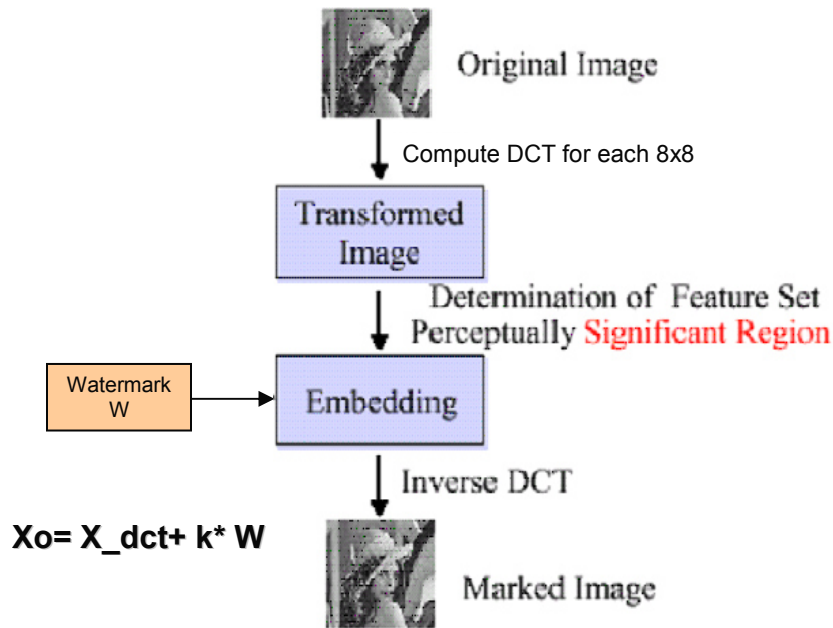 Original Image
Compute DCT for each 8x8
Transformed
Image
Determination of Feature Set
Perceptually Significant Region
Watermark
W
Embedding
Inverse DCT
Xo= X_dct+ k* W
Marked Image